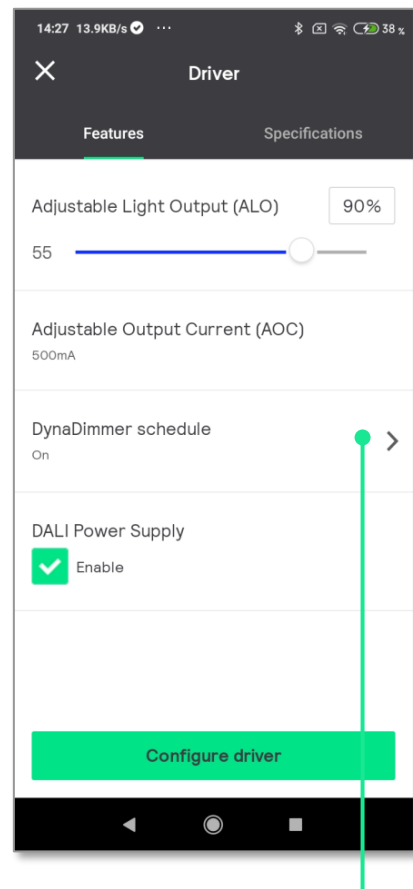 14:27 13.9KB/s ··· 38 %
Driver
Features Specifications
Adjustable Light Output (ALO) 90%
55
Adjustable Output Current (AOC)
500mA
DynaDimmer schedule
On
DALI Power Supply
Enable
Configure driver